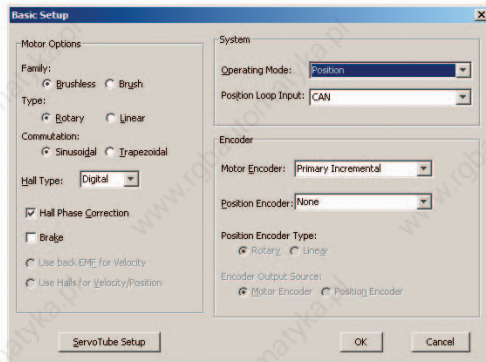 Basic Setup
Motor Options
Family:
Brushless Brush
Type:
Rotary Linear
Commutation:
Sinusoidal Trapezoidal
Hall Type: Digital
Hall Phase Correction
Brake
Use back EMF for Velocity
Use Halls for Velocity/Position
ServoTube Setup
System
Operating Mode: Position
Position Loop Input: CAN
Encoder
Motor Encoder: Primary Incremental
Position Encoder: None
Position Encoder Type:
Rotary Linear
Encoder Output Source:
Motor Encoder Position Encoder
OK Cancel
www.rgbautomatyka.pl